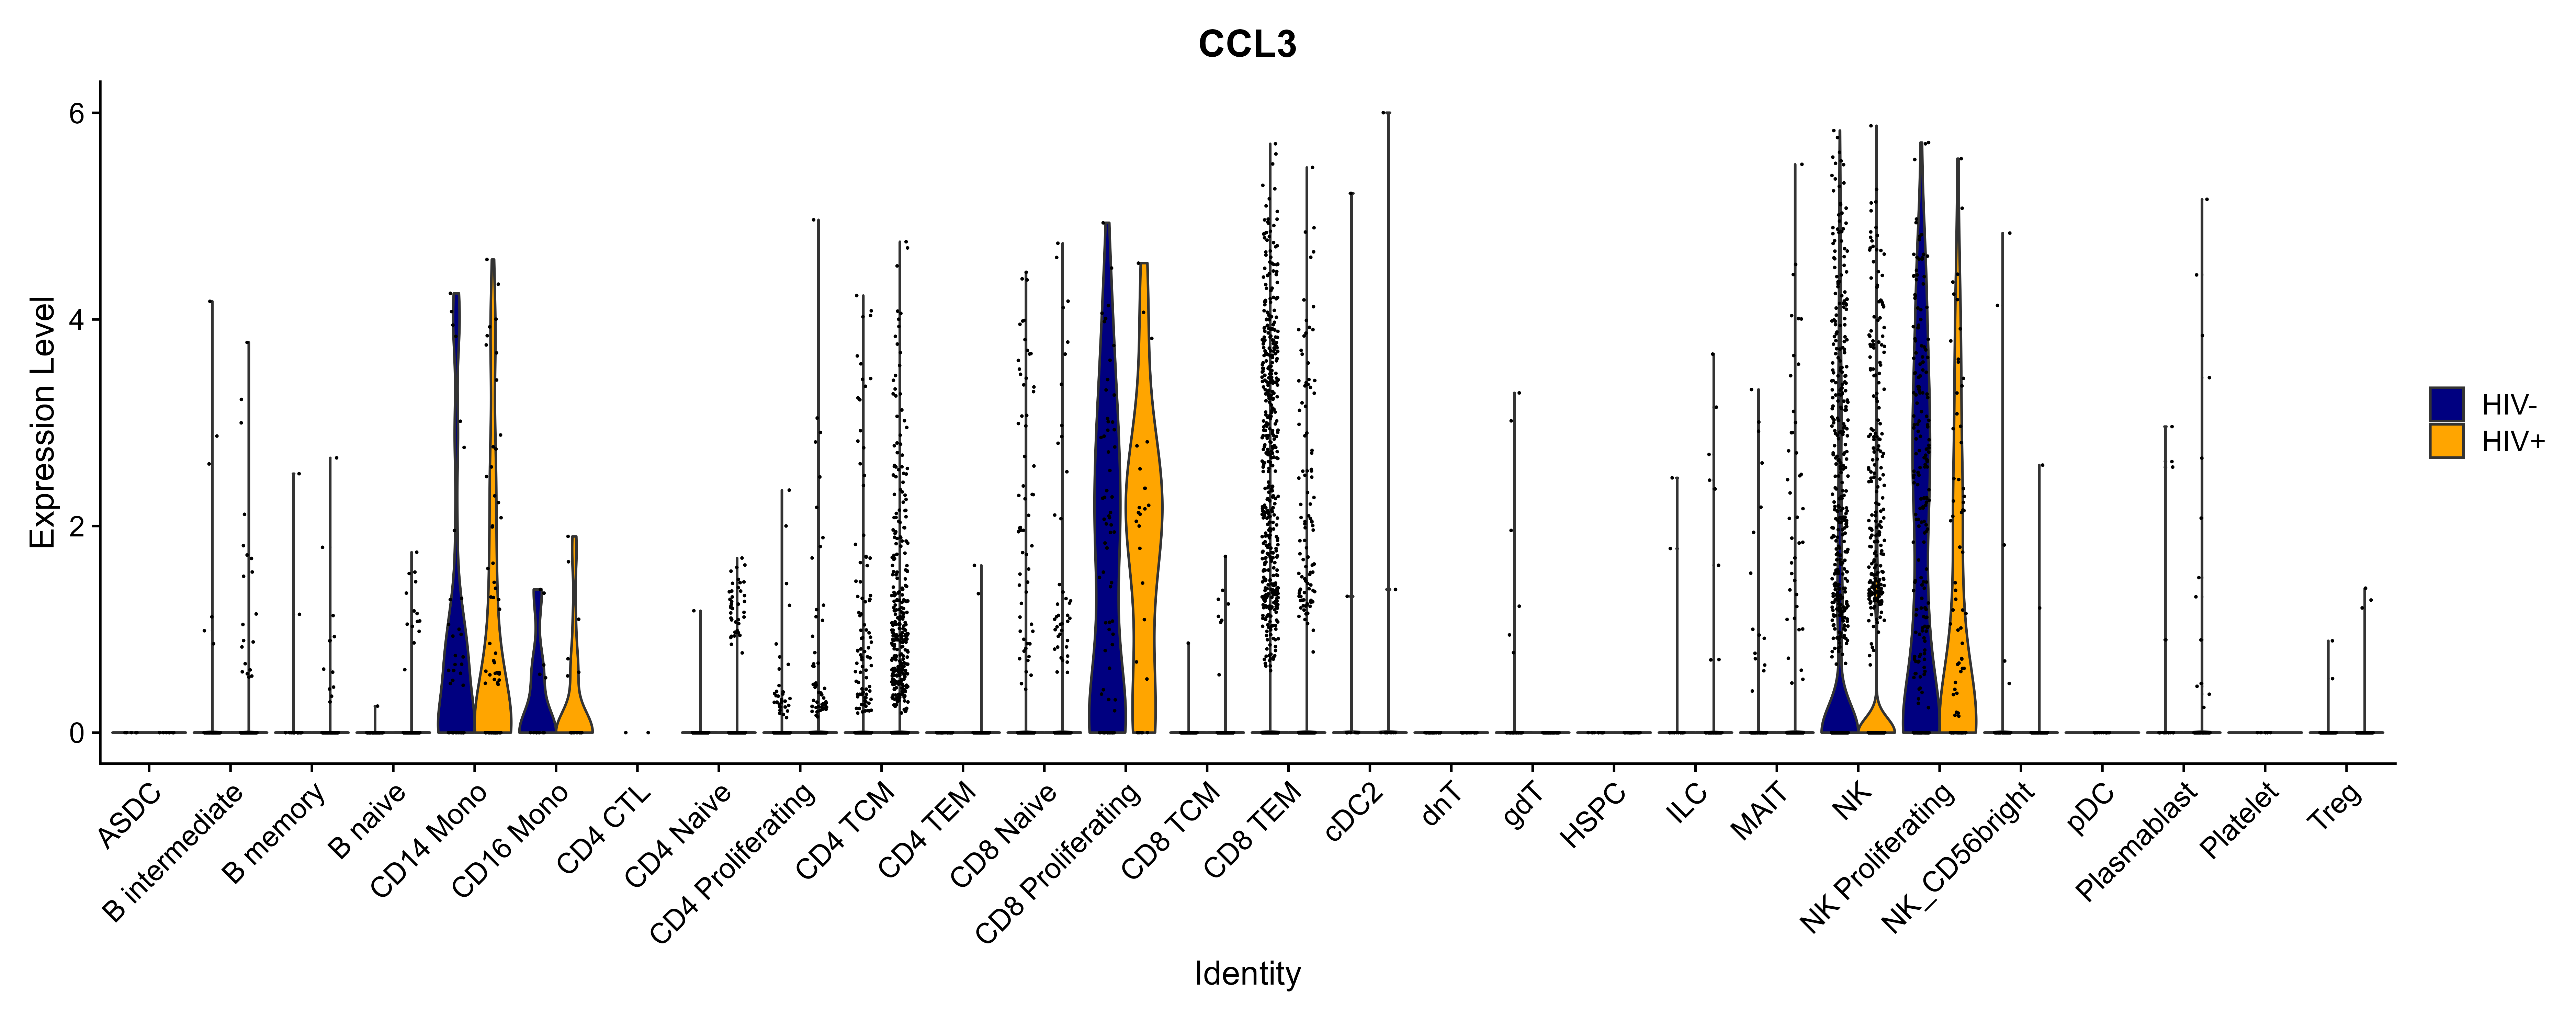 CCL3
Expression Level
6
4
2
0
ASDC
B intermediate
B memory
B naive
CD14 Mono
CD16 Mono
CD4 CTL
CD4 Naive
CD4 Proliferating
CD4 TCM
CD4 TEM
CD8 Naive
CD8 Proliferating
CD8 TCM
CD8 TEM
cDC2
dnT
gdT
HSPC
ILC
MAIT
NK
NK Proliferating
NK_CD56bright
pDC
Plasmablast
Platelet
Treg
Identity
HIV-
HIV+